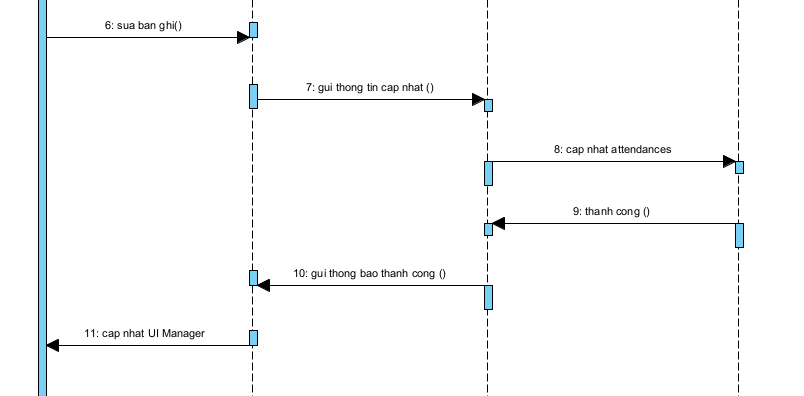 6: sua ban ghi()
7: gui thong tin cap nhat ()
8: cap nhat attendances
9: thanh cong ()
10: gui thong bao thanh cong ()
11: cap nhat UI Manager